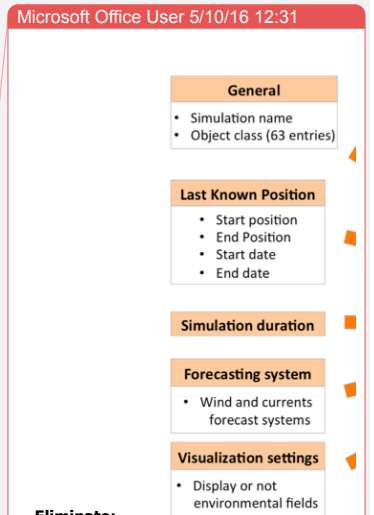 Microsoft Office User 5/10/16 12:31
General
• Simulation name
• Object class (63 entries)
Last Known Position
• Start position
• End Position
• Start date
• End date
Simulation duration
Forecasting system
• Wind and currents
forecast systems
Visualization settings
• Display or not
environmental fields
Eliminate: